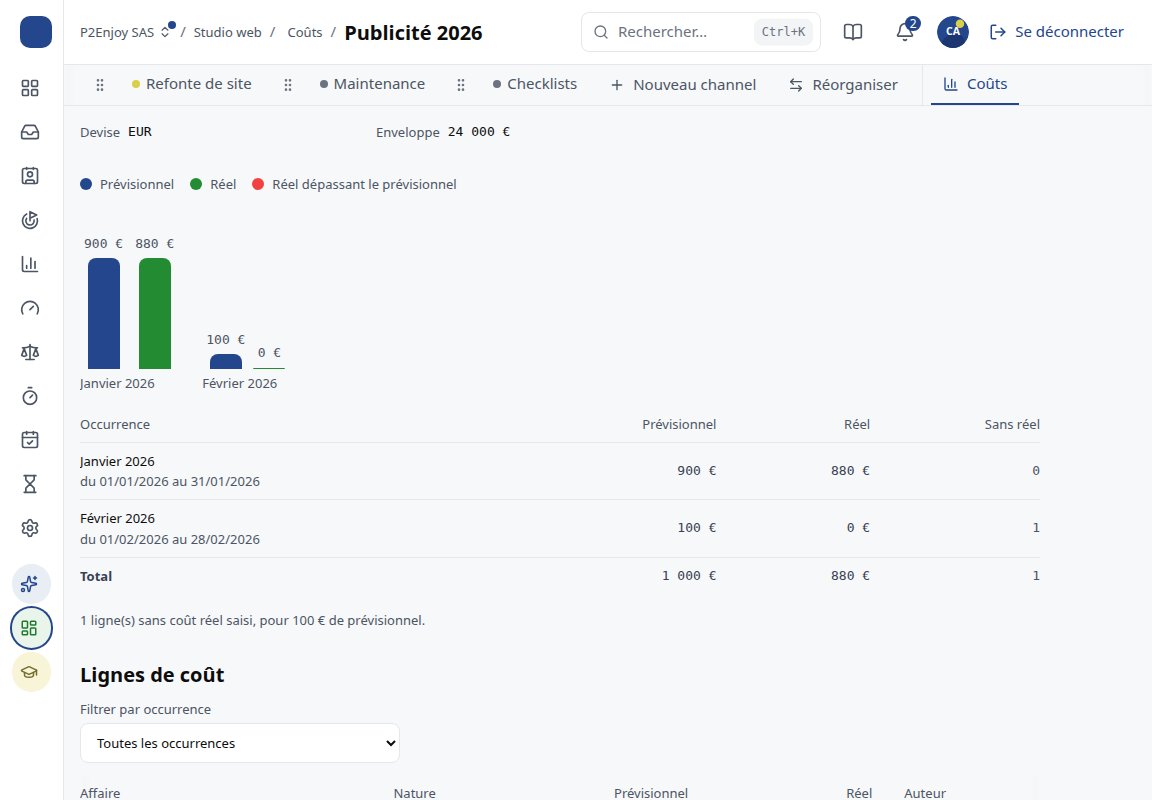 P2Enjoy SAS / Studio web / Coûts / Publicité 2026
Rechercher... Ctrl+K
2
CA
Se déconnecter
Refonte de site
Maintenance
Checklists
Nouveau channel
Réorganiser
Coûts
Devise EUR
Enveloppe 24 000 €
Prévisionnel
Réel
Réel dépassant le prévisionnel
900 € 880 €
100 € 0 €
Janvier 2026 Février 2026
Occurrence Prévisionnel Réel Sans réel
Janvier 2026
du 01/01/2026 au 31/01/2026 900 € 880 € 0
Février 2026
du 01/02/2026 au 28/02/2026 100 € 0 € 1
Total 1 000 € 880 € 1
1 ligne(s) sans coût réel saisi, pour 100 € de prévisionnel.
Lignes de coût
Filtrer par occurrence
Toutes les occurrences
Affaire Nature Prévisionnel Réel Auteur